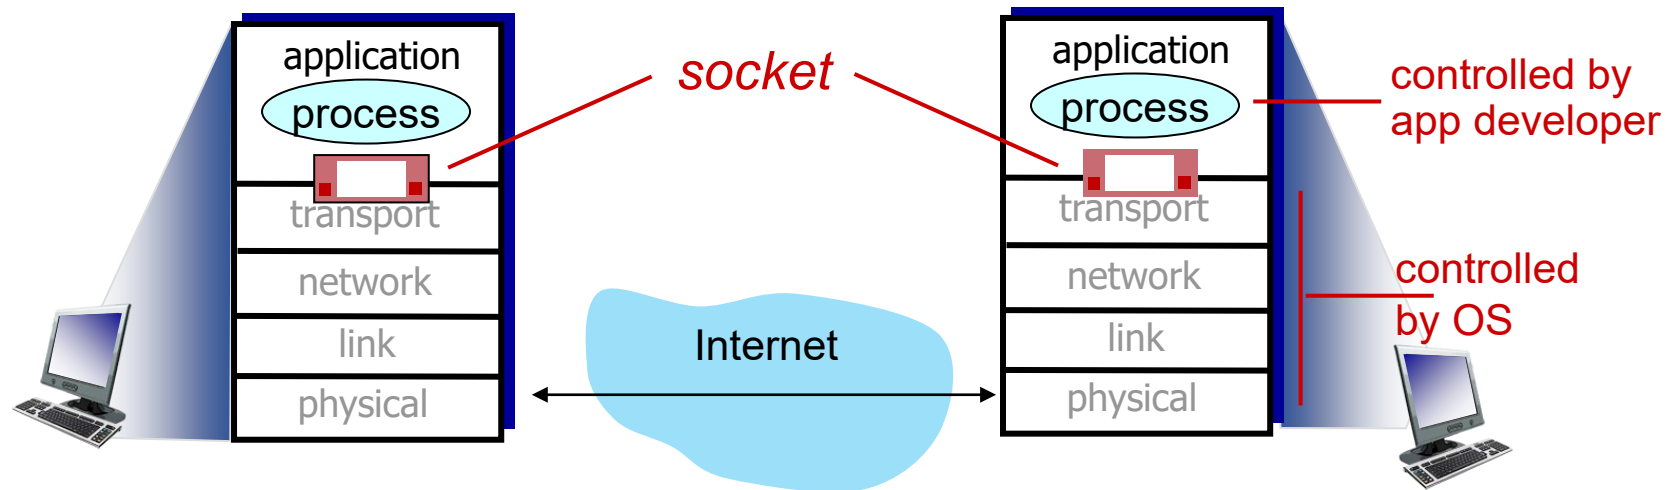 application
process
transport
network
link
physical
socket
Internet
application
process
transport
network
link
physical
controlled by
app developer
controlled
by OS